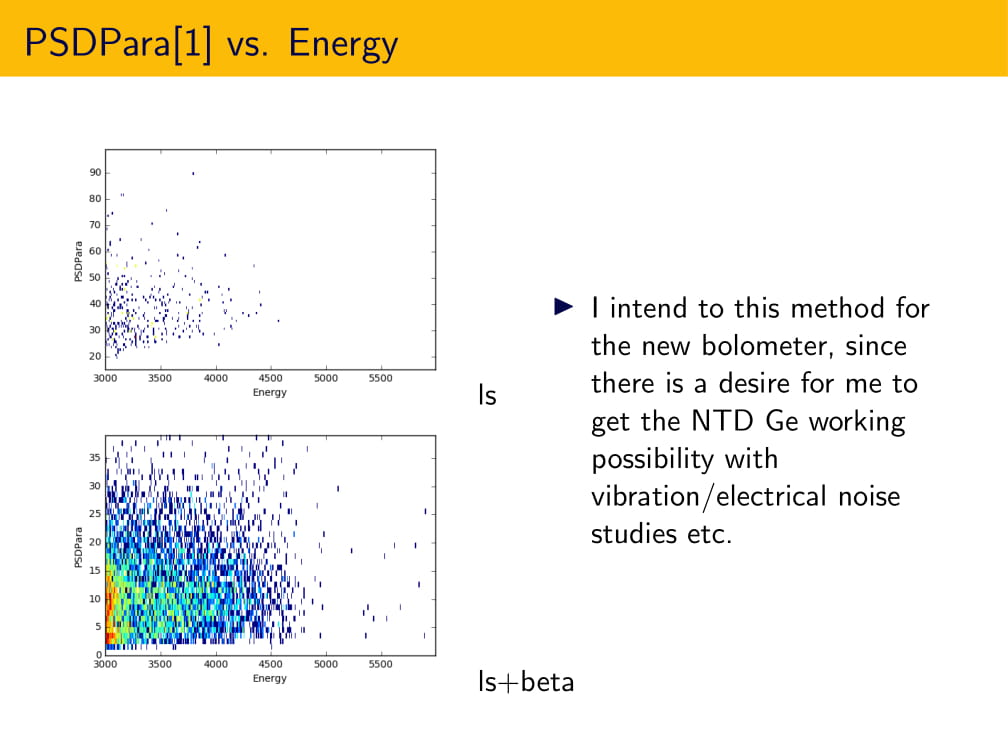 PSDPara[1] vs. Energy
90
80
70
60
50
40
30
20
PSDPara
3000 3500 4000 4500 5000 5500
Energy
ls
35
30
25
20
15
10
5
0
PSDPara
3000 3500 4000 4500 5000 5500
Energy
ls+beta
▶ I intend to this method for
the new bolometer, since
there is a desire for me to
get the NTD Ge working
possibility with
vibration/electrical noise
studies etc.